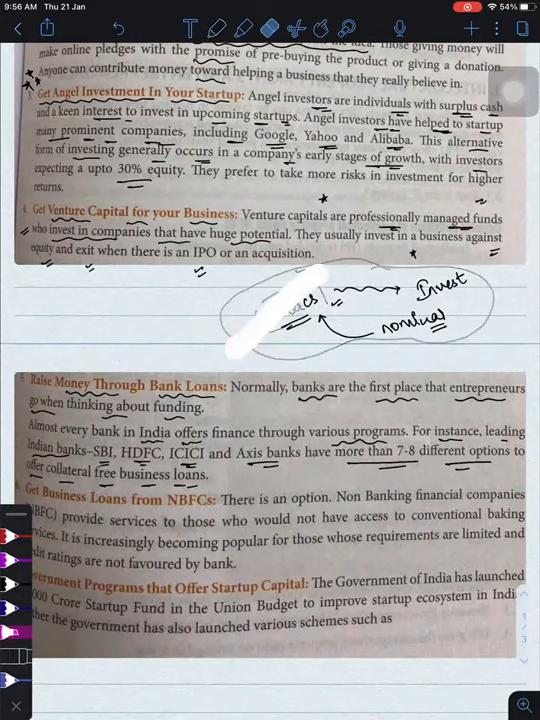 9:56 AM Thu 21 Jan
54%
the idea. Those giving money will
make online pledges with the promise of pre-buying the product or giving a donation.
Anyone can contribute money toward helping a business that they really believe in.
Get Angel Investment In Your Startup: Angel investors are individuals with surplus cash
and a keen interest to invest in upcoming startups. Angel investors have helped to startup
many prominent companies, including Google, Yahoo and Alibaba. This alternative
form of investing generally occurs in a company's early stages of growth, with investors
expecting a upto 30% equity. They prefer to take more risks in investment for higher
returns.
4. Get Venture Capital for your Business: Venture capitals are professionally managed funds
who invest in companies that have huge potential. They usually invest in a business against
equity and exit when there is an IPO or an acquisition.
Invest
nominal
5. Raise Money Through Bank Loans: Normally, banks are the first place that entrepreneurs
go when thinking about funding.
Almost every bank in India offers finance through various programs. For instance, leading
Indian banks–SBI, HDFC, ICICI and Axis banks have more than 7-8 different options to
offer collateral free business loans.
Get Business Loans from NBFCs: There is an option. Non Banking financial companies
NBFC) provide services to those who would not have access to conventional baking
rvices. It is increasingly becoming popular for those whose requirements are limited and
dit ratings are not favoured by bank.
vernment Programs that Offer Startup Capital: The Government of India has launched
000 Crore Startup Fund in the Union Budget to improve startup ecosystem in Indi
ther the government has also launched various schemes such as
1
/
3